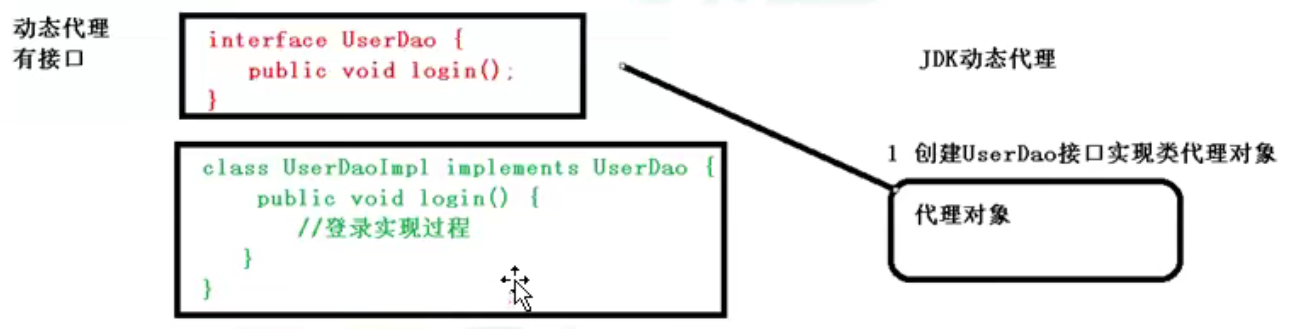 动态代理
有接口
interface UserDao {
public void login();
}
class UserDaoImpl implements UserDao {
public void login() {
//登录实现过程
}
}
JDK动态代理
1 创建UserDao接口实现类代理对象
代理对象